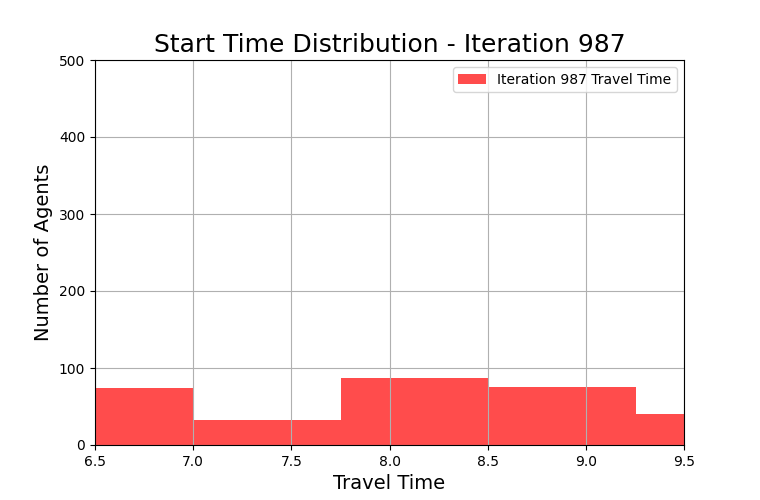 Start Time Distribution - Iteration 987
500
400
300
200
100
0
Number of Agents
Iteration 987 Travel Time
6.5 7.0 7.5 8.0 8.5 9.0 9.5
Travel Time